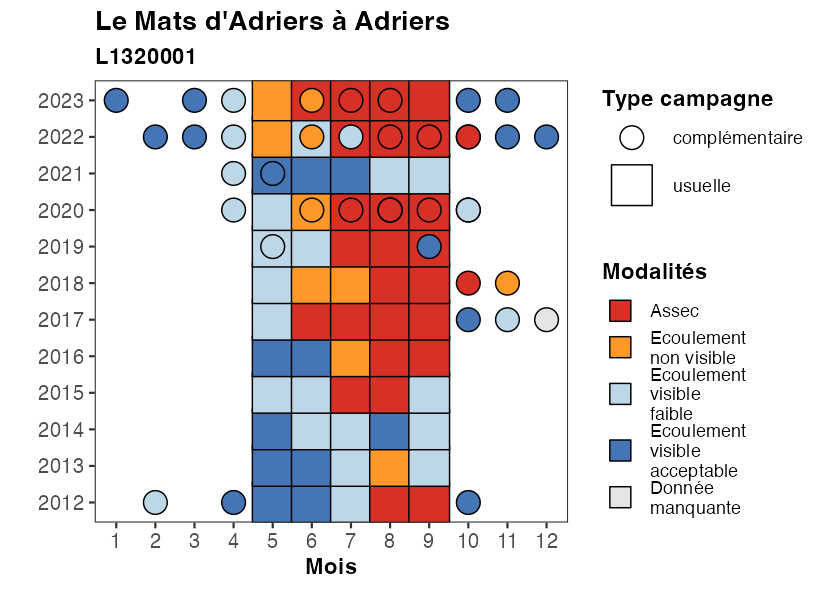 Le Mats d'Adriers à Adriers
L1320001
2023
2022
2021
2020
2019
2018
2017
2016
2015
2014
2013
2012
1 2 3 4 5 6 7 8 9 10 11 12
Mois
Type campagne
complémentaire
usuelle
Modalités
Assec
Ecoulement
non visible
Ecoulement
visible
faible
Ecoulement
visible
acceptable
Donnée
manquante